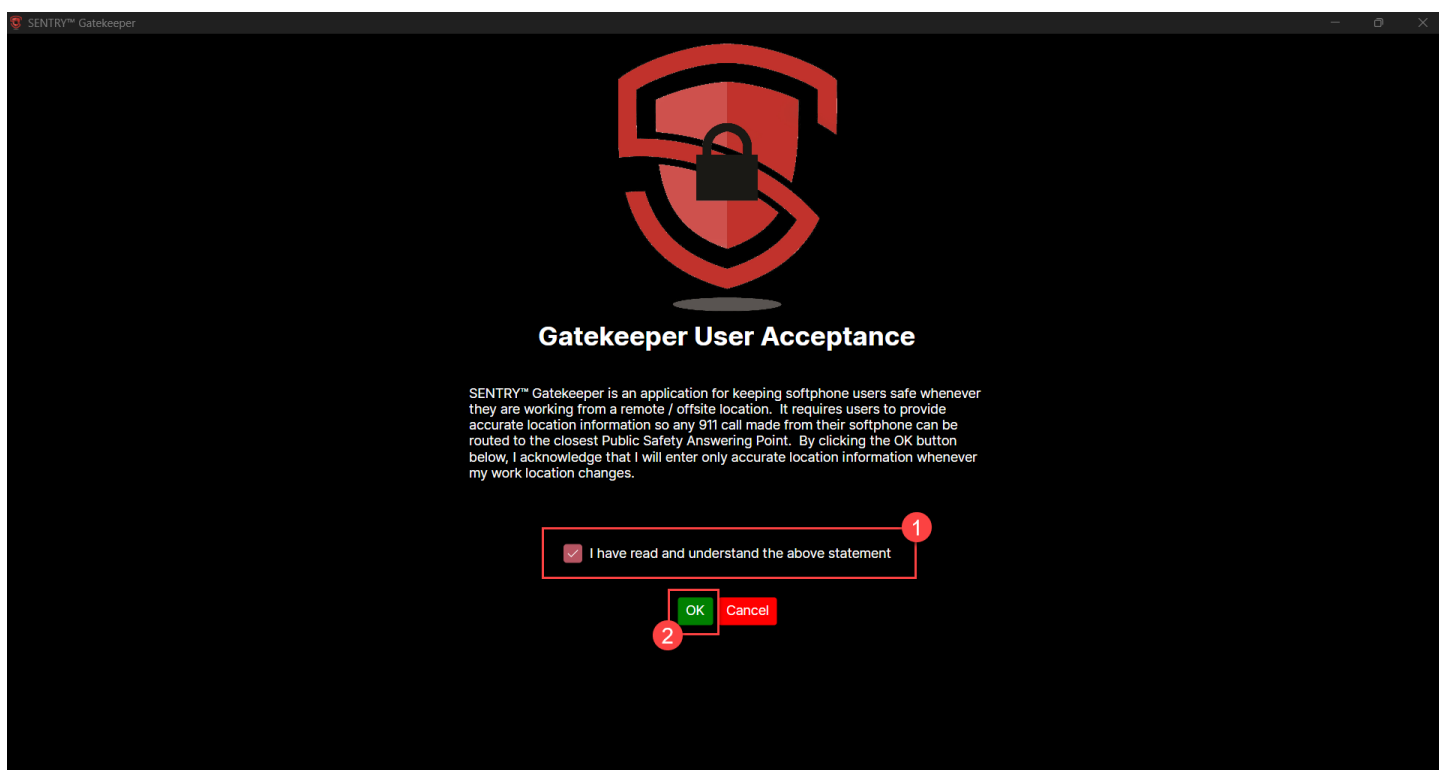 SENTRY™ Gatekeeper
Gatekeeper User Acceptance
SENTRY™ Gatekeeper is an application for keeping softphone users safe whenever
they are working from a remote / offsite location.  It requires users to provide
accurate location information so any 911 call made from their softphone can be
routed to the closest Public Safety Answering Point.  By clicking the OK button
below, I acknowledge that I will enter only accurate location information whenever
my work location changes.
1
I have read and understand the above statement
OK Cancel
2